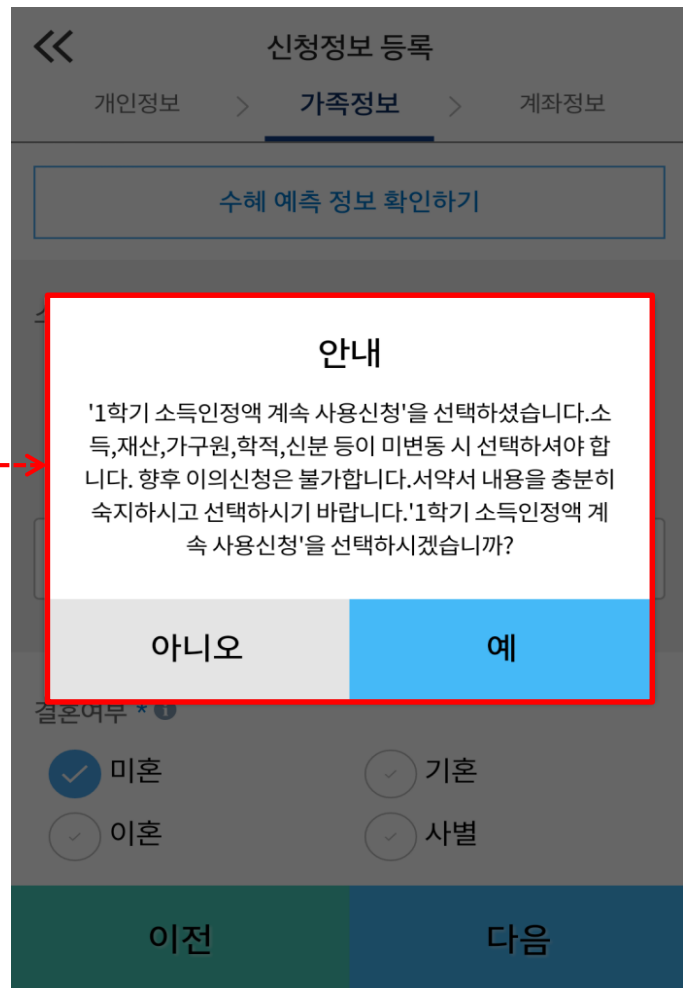 신청정보 등록
개인정보 > 가족정보 > 계좌정보
수혜 예측 정보 확인하기
안내
'1학기 소득인정액 계속 사용신청'을 선택하셨습니다.소
득,재산,가구원,학적,신분 등이 미변동 시 선택하셔야 합
니다. 향후 이의신청은 불가합니다.서약서 내용을 충분히
숙지하시고 선택하시기 바랍니다.'1학기 소득인정액 계
속 사용신청'을 선택하시겠습니까?
아니오 예
결혼여부 *
미혼 기혼
이혼 사별
이전 다음